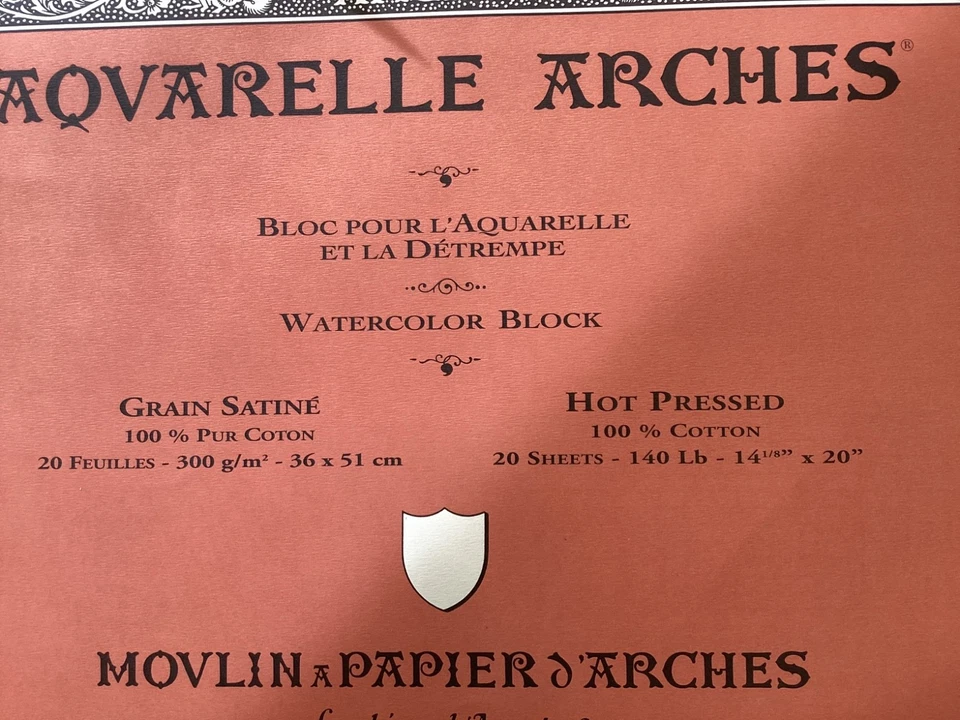 AQVARELLE ARCHES®
BLOC POUR L'AQUARELLE
ET LA DÉTREMPE
WATERCOLOR BLOCK
GRAIN SATINÉ
100 % PUR COTON
20 FEUILLES - 300 g/m² - 36 x 51 cm
HOT PRESSED
100 % COTTON
20 SHEETS - 140 Lb - 14 1/8” x 20”
MOVLIN A PAPIER d'ARCHES